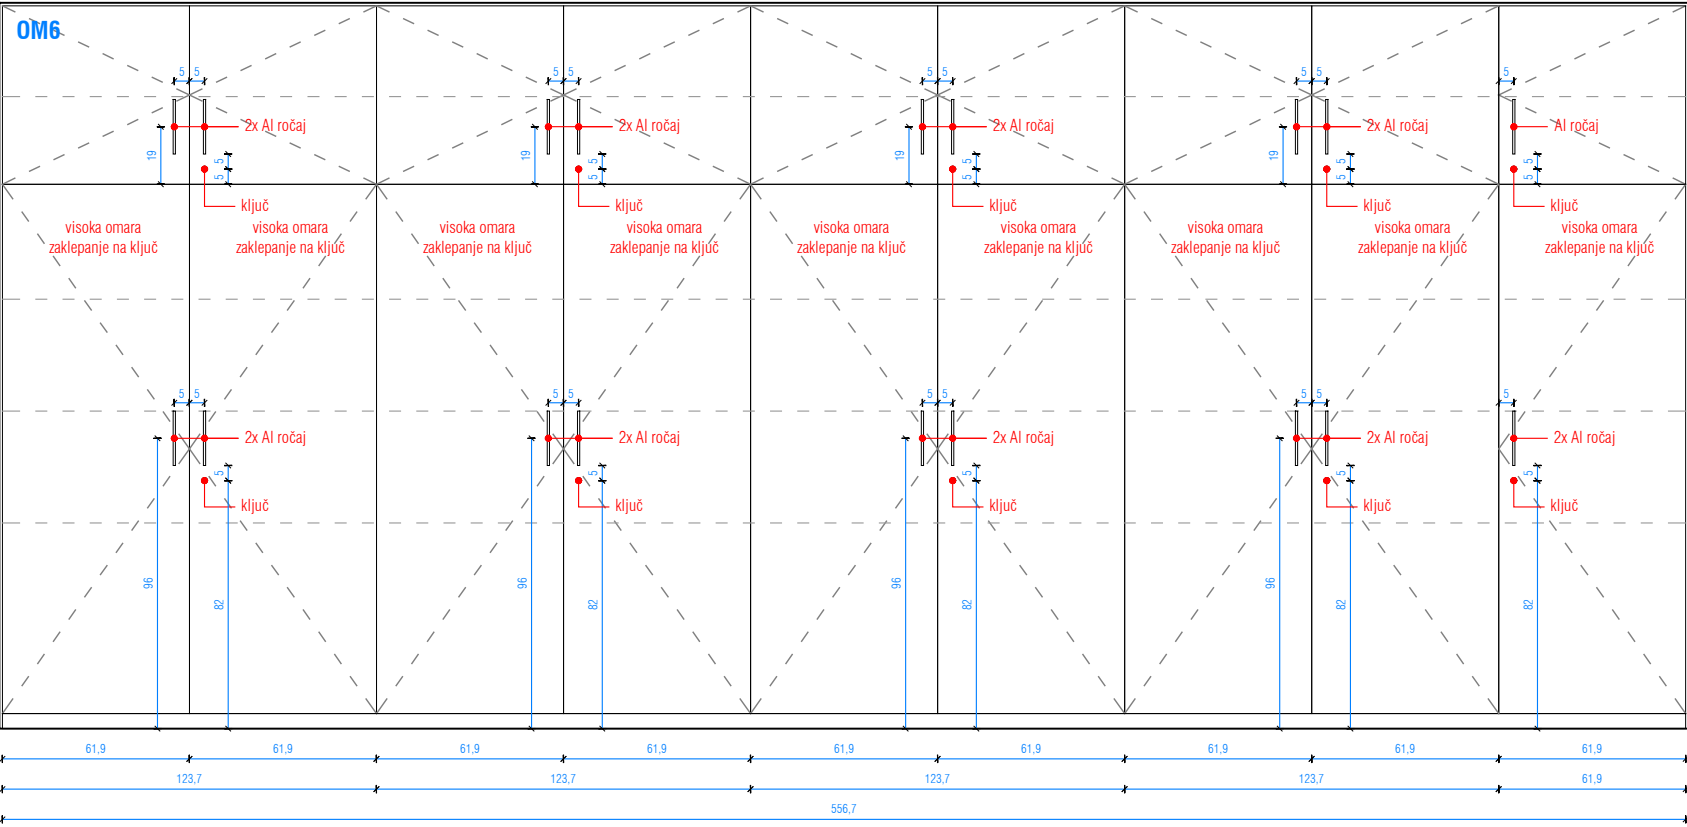 OM6
5 5 5 5 5 5 5 5 5
2x Al ročaj 2x Al ročaj 2x Al ročaj 2x Al ročaj Al ročaj
19 5 19 5 19 5 19 5 5
5 5 5 5 5
ključ ključ ključ ključ ključ
visoka omara visoka omara visoka omara visoka omara visoka omara visoka omara visoka omara visoka omara visoka omara
zaklepanje na ključ zaklepanje na ključ zaklepanje na ključ zaklepanje na ključ zaklepanje na ključ zaklepanje na ključ zaklepanje na ključ zaklepanje na ključ zaklepanje na ključ
5 5 5 5 5 5 5 5 5
2x Al ročaj 2x Al ročaj 2x Al ročaj 2x Al ročaj 2x Al ročaj
5 5 5 5 5
ključ ključ ključ ključ ključ
96 82 96 82 96 82 96 82 82
61,9 61,9 61,9 61,9 61,9 61,9 61,9 61,9 61,9
123,7 123,7 123,7 123,7 61,9
556,7